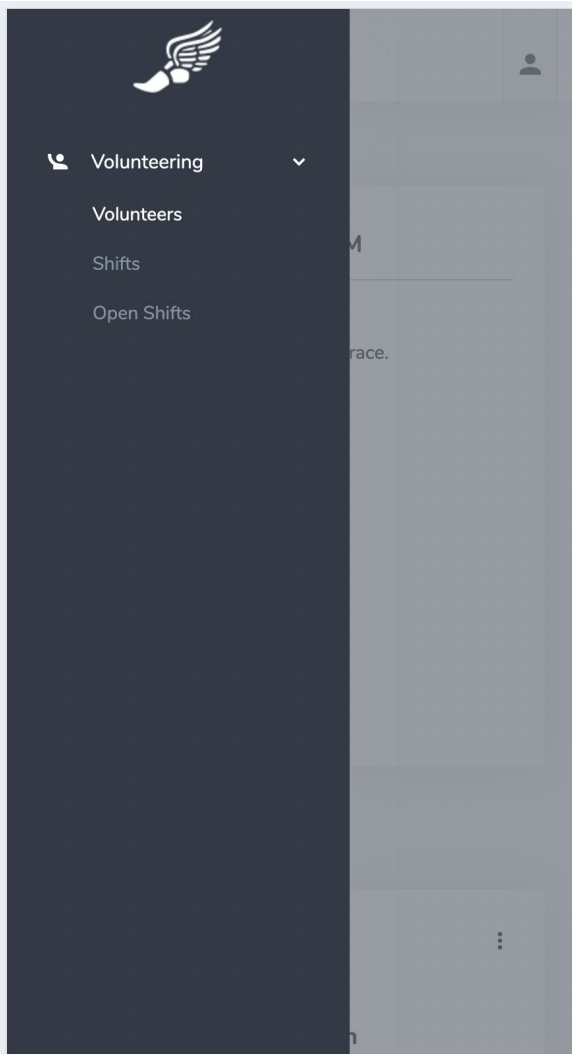 Volunteering
Volunteers
M
Shifts
Open Shifts
race.